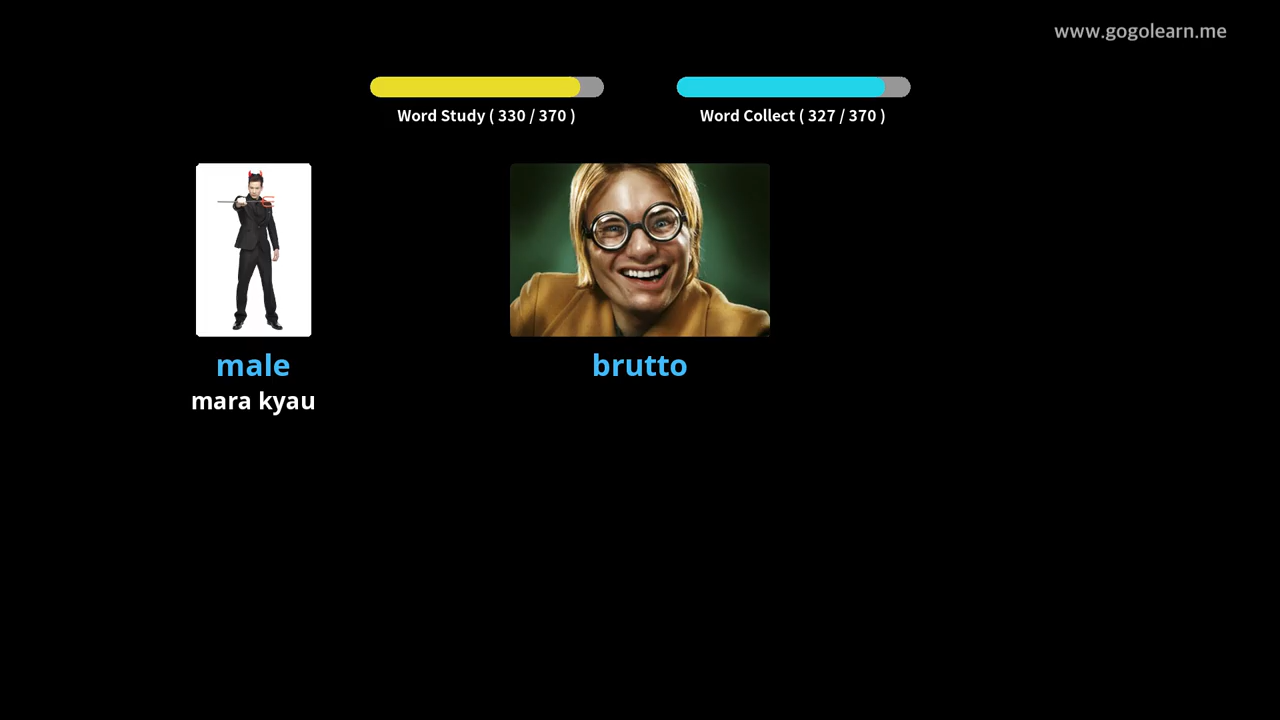 www.gogolearn.me
Word Study ( 330 / 370 )
Word Collect ( 327 / 370 )
male
brutto
mara kyau